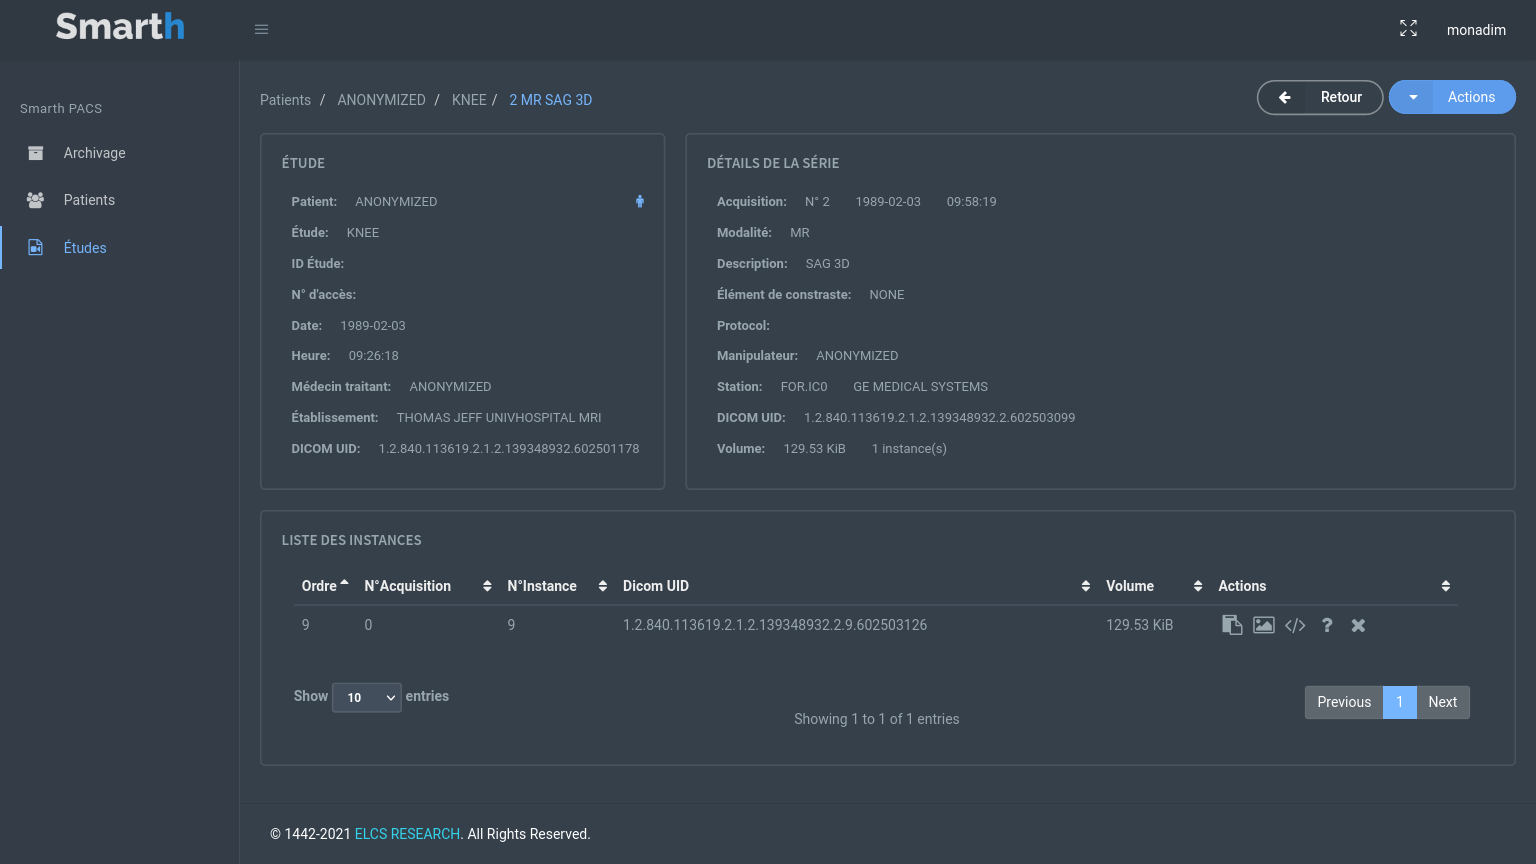 Smarth
monadim
Smarth PACS
Archivage
Patients
Études
Patients / ANONYMIZED / KNEE / 2 MR SAG 3D
Retour
Actions
ÉTUDE
Patient: ANONYMIZED
Étude: KNEE
ID Étude:
N° d'accès:
Date: 1989-02-03
Heure: 09:26:18
Médecin traitant: ANONYMIZED
Établissement: THOMAS JEFF UNIVHOSPITAL MRI
DICOM UID: 1.2.840.113619.2.1.2.139348932.602501178
DÉTAILS DE LA SÉRIE
Acquisition: N° 2 1989-02-03 09:58:19
Modalité: MR
Description: SAG 3D
Élément de constraste: NONE
Protocol:
Manipulateur: ANONYMIZED
Station: FOR.IC0 GE MEDICAL SYSTEMS
DICOM UID: 1.2.840.113619.2.1.2.139348932.2.602503099
Volume: 129.53 KiB 1 instance(s)
LISTE DES INSTANCES
Ordre N°Acquisition N°Instance Dicom UID Volume Actions
9 0 9 1.2.840.113619.2.1.2.139348932.2.9.602503126 129.53 KiB
Show 10 entries
Showing 1 to 1 of 1 entries
Previous 1 Next
© 1442-2021 ELCS RESEARCH. All Rights Reserved.